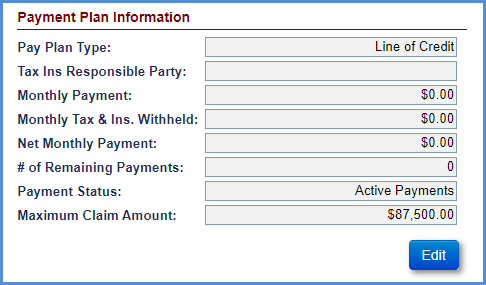 Payment Plan Information
Pay Plan Type: Line of Credit
Tax Ins Responsible Party:
Monthly Payment: $0.00
Monthly Tax & Ins. Withheld: $0.00
Net Monthly Payment: $0.00
# of Remaining Payments: 0
Payment Status: Active Payments
Maximum Claim Amount: $87,500.00
Edit